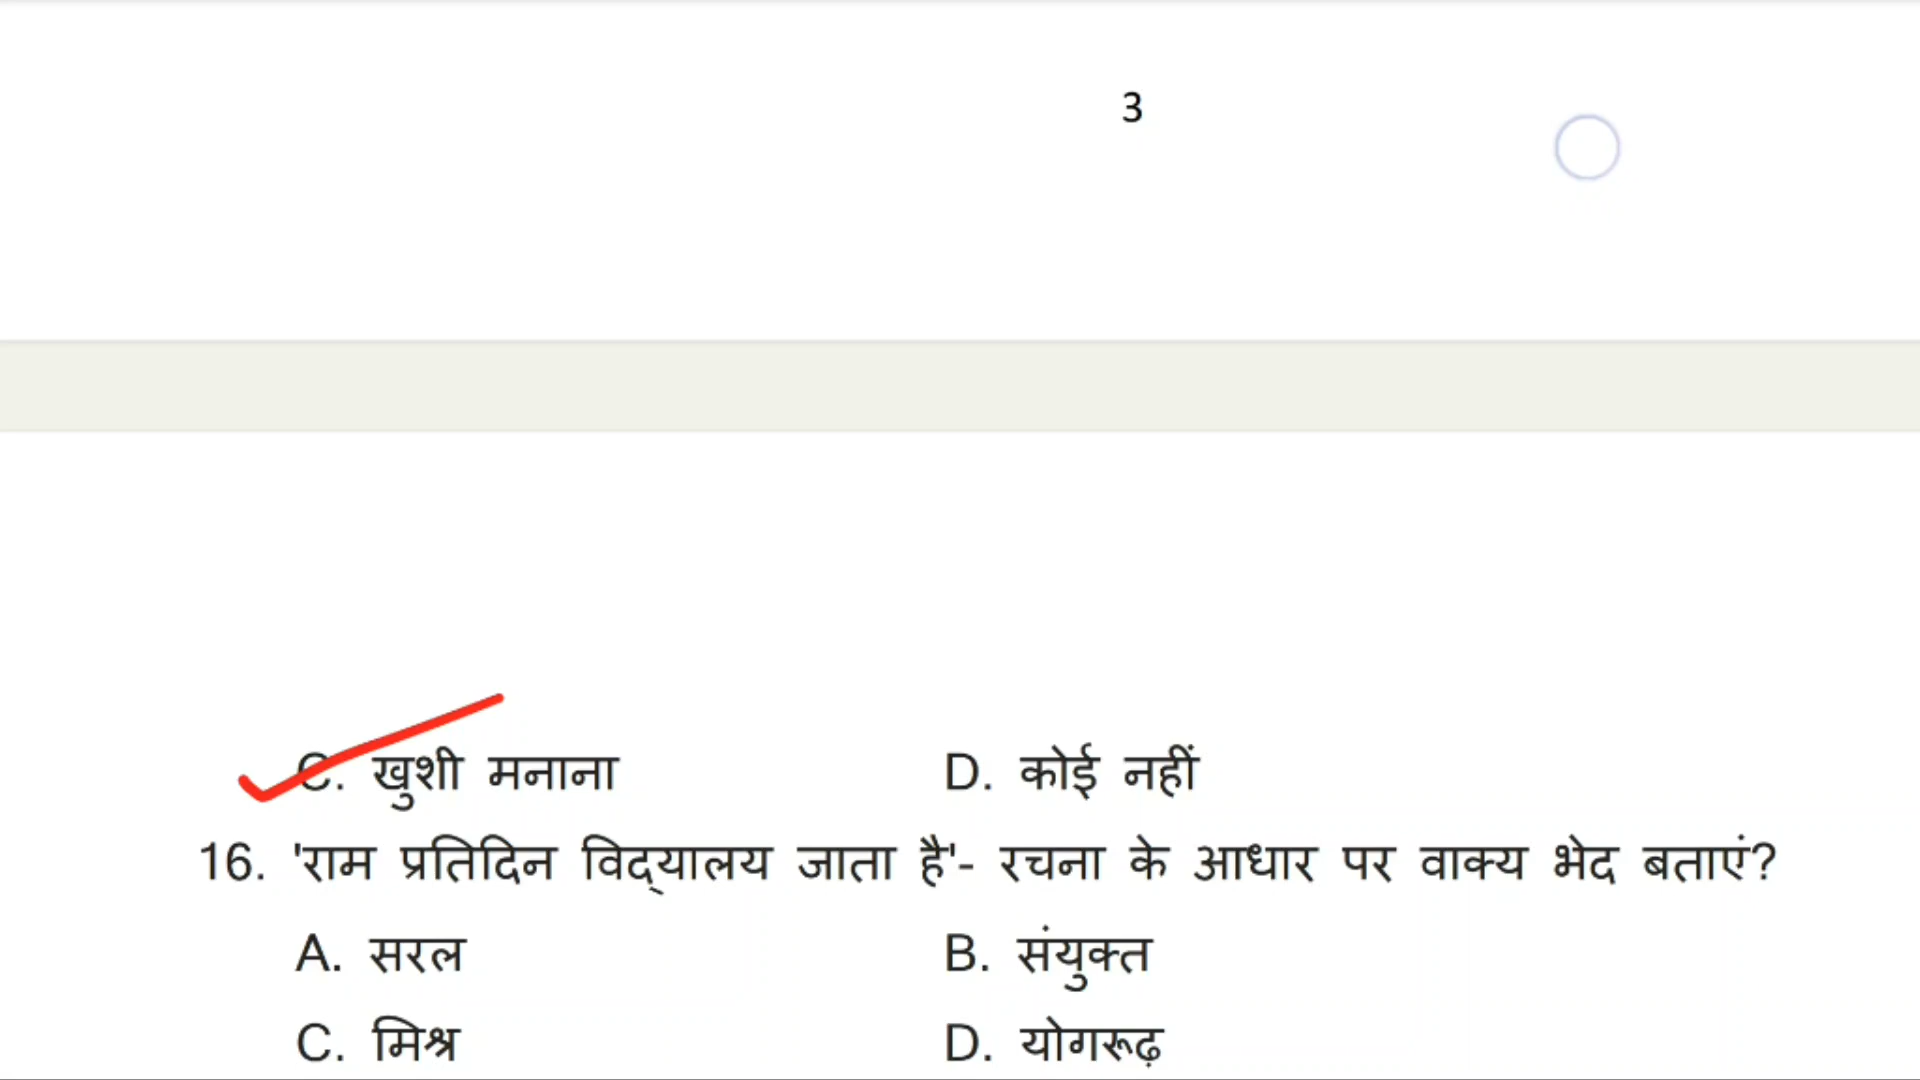 3
C. खुशी मनाना D. कोई नहीं
16. 'राम प्रतिदिन विद्‌यालय जाता है'- रचना के आधार पर वाक्य भेद बताएं?
A. सरल B. संयुक्त
C. मिश्र D. योगरूढ़